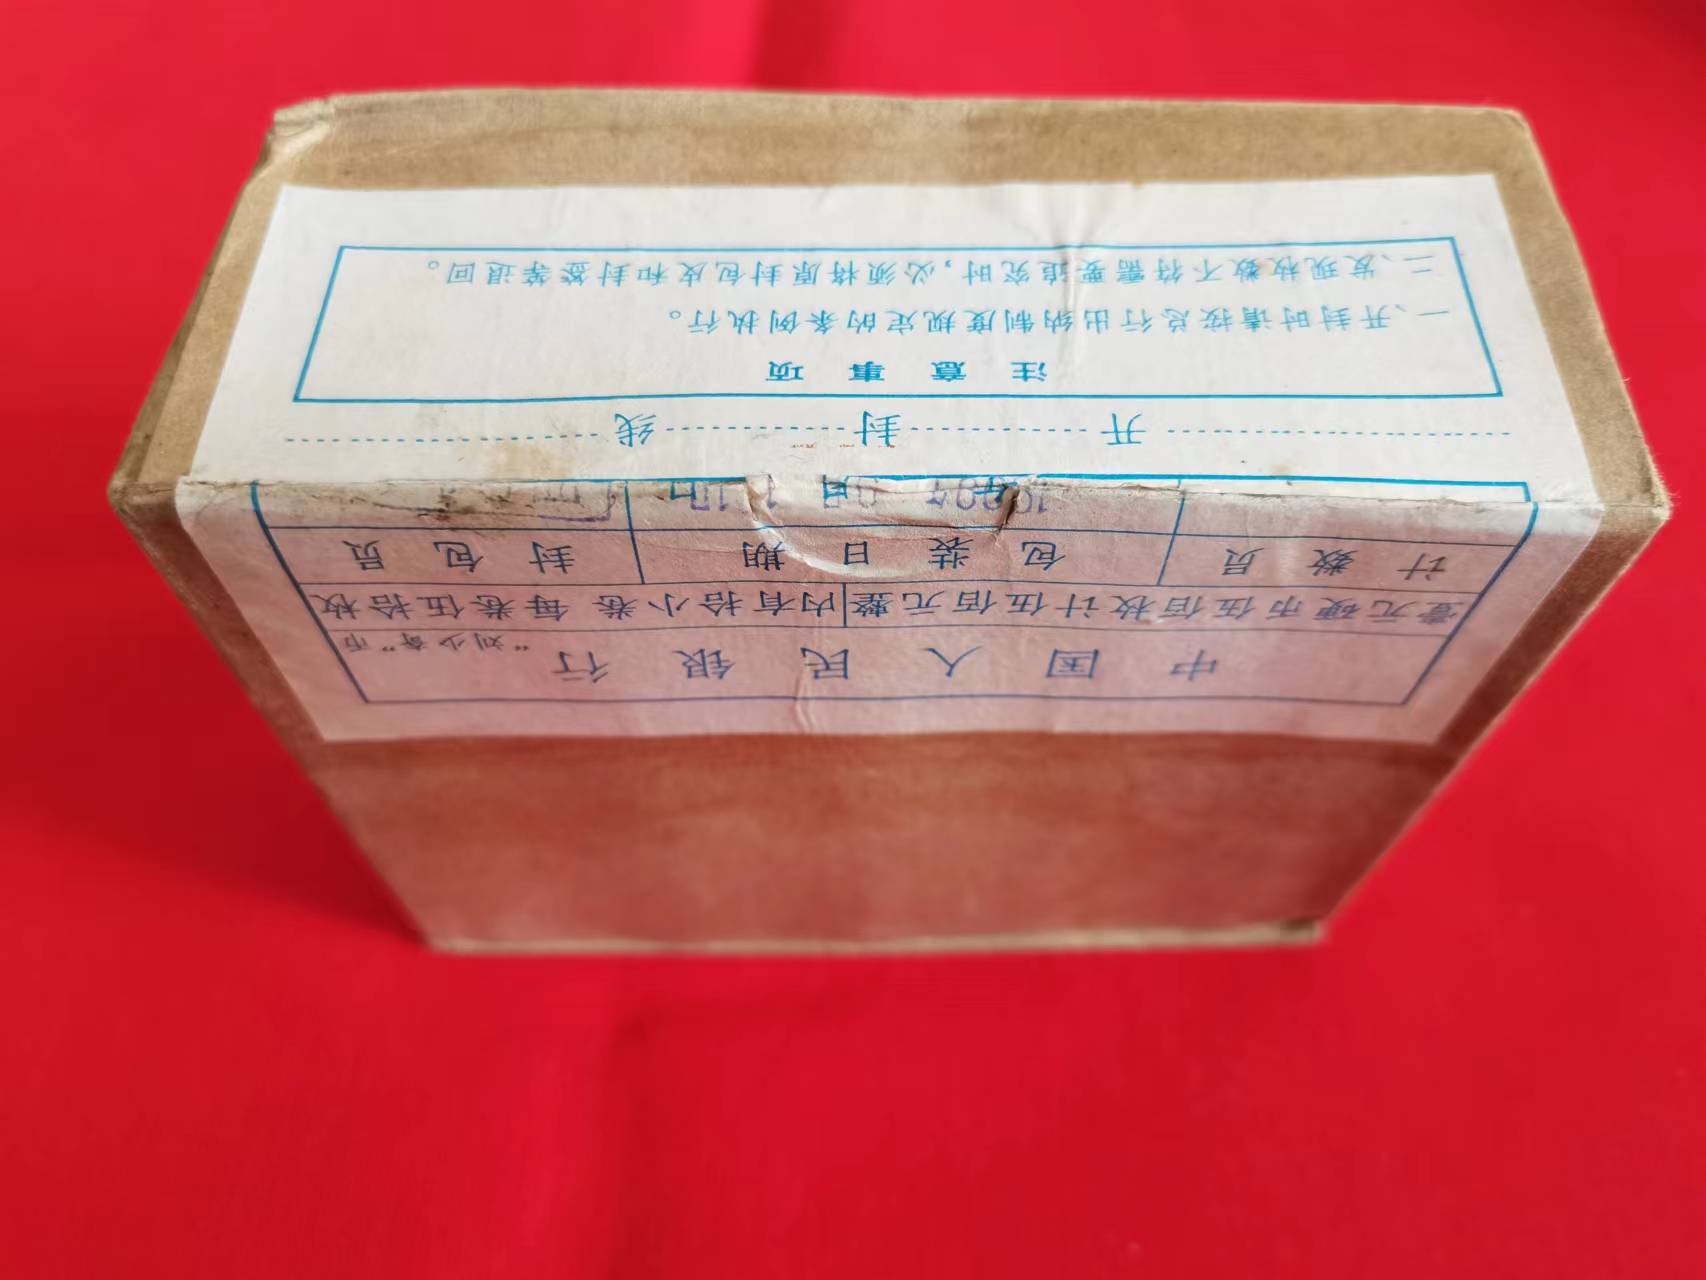 中国人民银行 “刘少奇”币
壹元硬币伍佰枚计伍佰元整 内有拾小卷 每卷伍拾枚
计数员 包装日期 封包员
开封线
注意事项
一、开封时请按总行出纳制度规定的条例执行。
二、发现枚数不符需要追究时,必须将原封包皮和封签等退回。